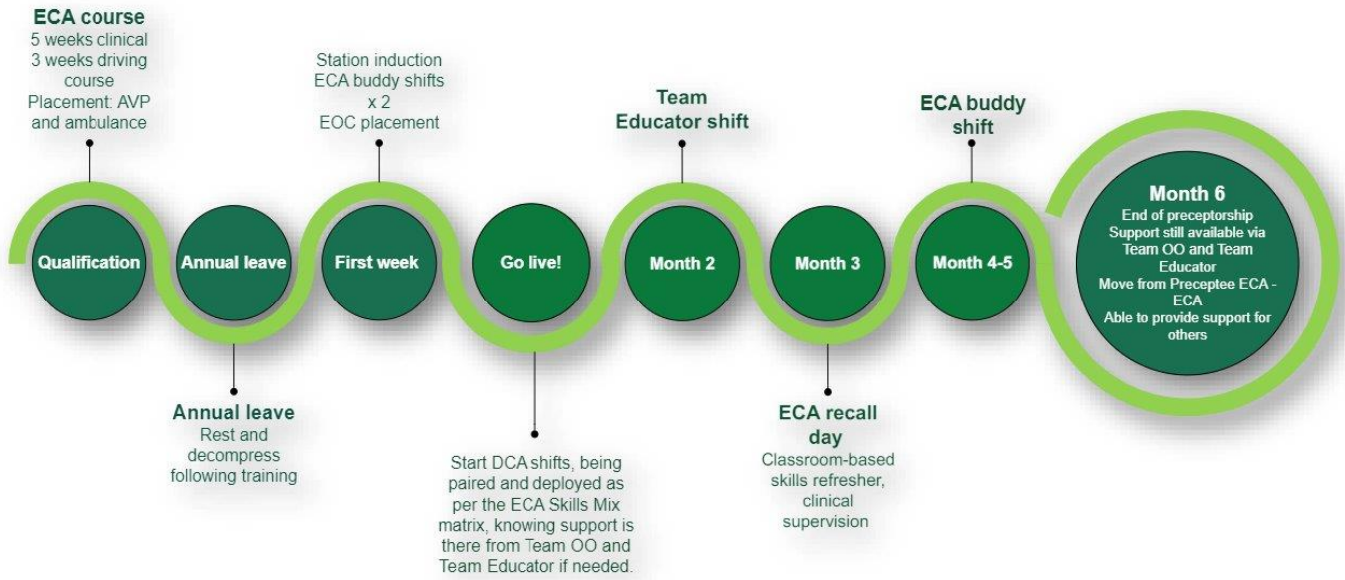 ECA course
5 weeks clinical
3 weeks driving
course
Placement: AVP
and ambulance
Qualification
Annual leave
Annual leave
Rest and
decompress
following training
Station induction
ECA buddy shifts
x 2
EOC placement
First week
Go live!
Start DCA shifts, being
paired and deployed as
per the ECA Skills Mix
matrix, knowing support is
there from Team OO and
Team Educator if needed.
Team
Educator shift
Month 2
Month 3
ECA recall
day
Classroom-based
skills refresher,
clinical
supervision
ECA buddy
shift
Month 4-5
Month 6
End of preceptorship
Support still available via
Team OO and Team
Educator
Move from Preceptee ECA -
ECA
Able to provide support for
others